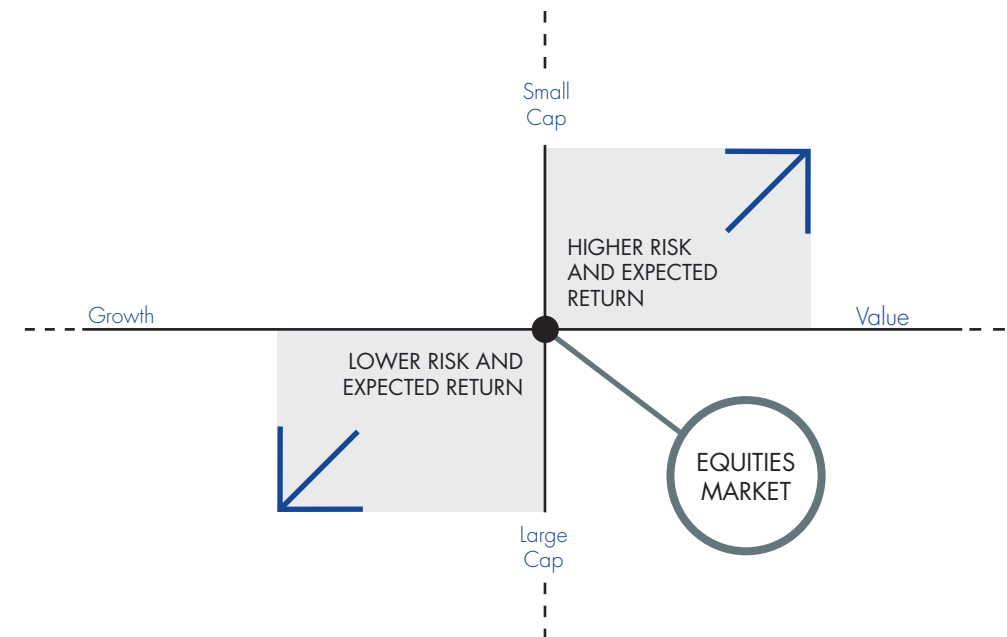 Small
Cap
HIGHER RISK
AND EXPECTED
RETURN
Growth
Value
LOWER RISK AND
EXPECTED RETURN
EQUITIES
MARKET
Large
Cap